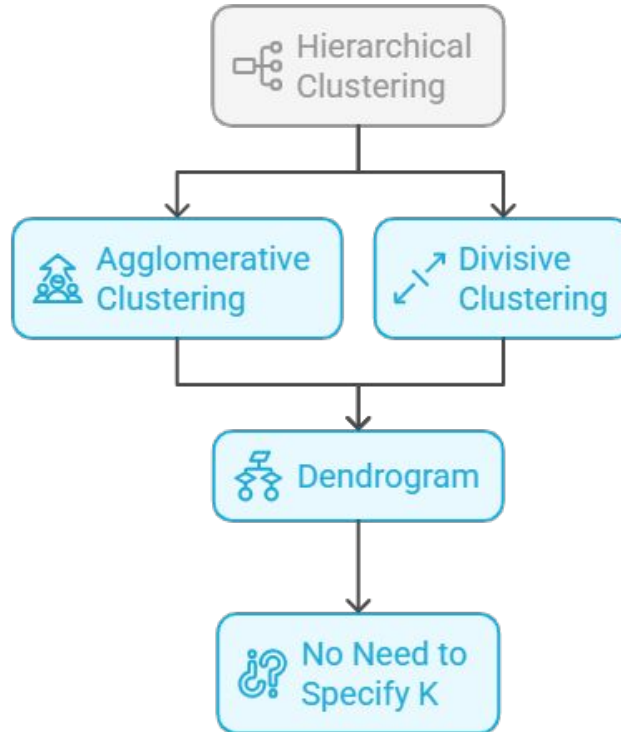 Hierarchical
Clustering
Agglomerative
Clustering
Divisive
Clustering
Dendrogram
No Need to
Specify K